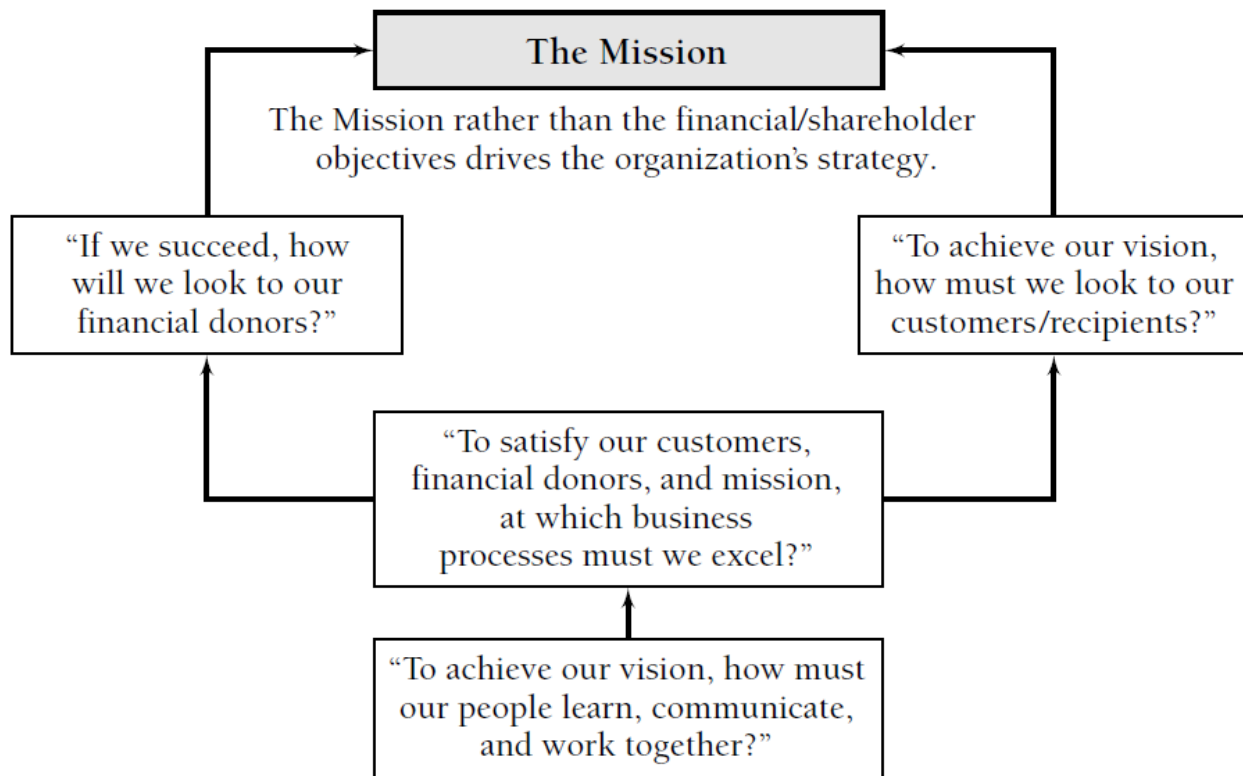 The Mission
The Mission rather than the financial/shareholder
objectives drives the organization’s strategy.
“If we succeed, how
will we look to our
financial donors?”
“To achieve our vision,
how must we look to our
customers/recipients?”
“To satisfy our customers,
financial donors, and mission,
at which business
processes must we excel?”
“To achieve our vision, how must
our people learn, communicate,
and work together?”